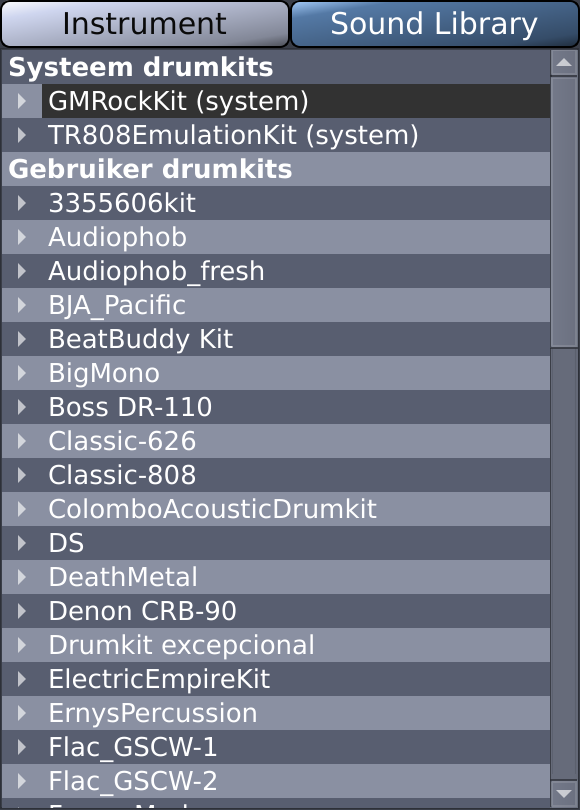 Instrument
Sound Library
Systeem drumkits
GMRockKit (system)
TR808EmulationKit (system)
Gebruiker drumkits
3355606kit
Audiophob
Audiophob_fresh
BJA_Pacific
BeatBuddy Kit
BigMono
Boss DR-110
Classic-626
Classic-808
ColomboAcousticDrumkit
DS
DeathMetal
Denon CRB-90
Drumkit excepcional
ElectricEmpireKit
ErnysPercussion
Flac_GSCW-1
Flac_GSCW-2